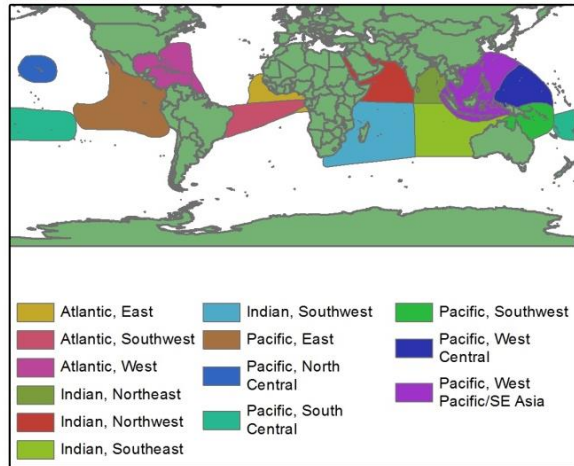 Atlantic, East
Atlantic, Southwest
Atlantic, West
Indian, Northeast
Indian, Northwest
Indian, Southeast
Indian, Southwest
Pacific, East
Pacific, North
Central
Pacific, South
Central
Pacific, Southwest
Pacific, West
Central
Pacific, West
Pacific/SE Asia